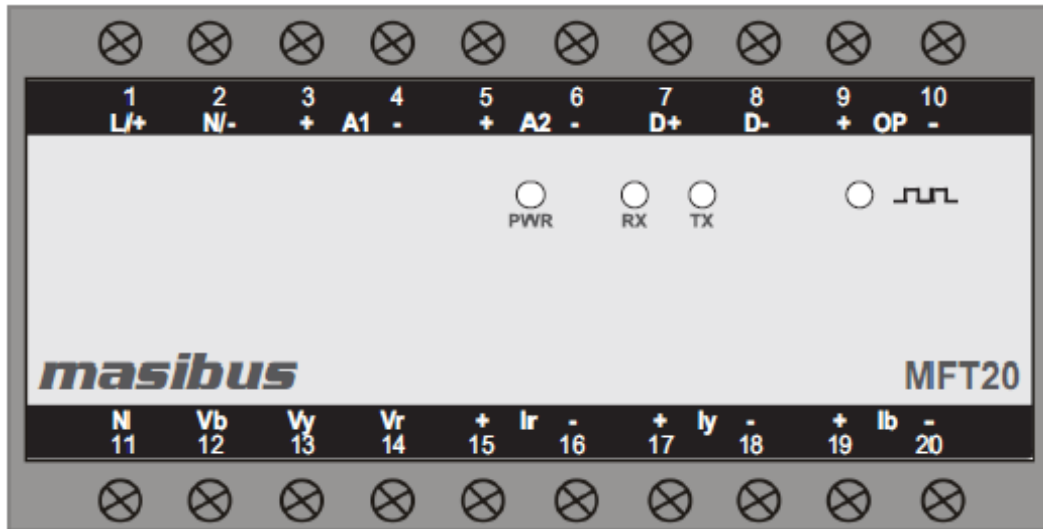 1 2 3 4 5 6 7 8 9 10
L/+ N/- + A1 - + A2 - D+ D- + OP -
PWR RX TX
masibus MFT20
N Vb Vy Vr + Ir - + Iy - + Ib -
11 12 13 14 15 16 17 18 19 20